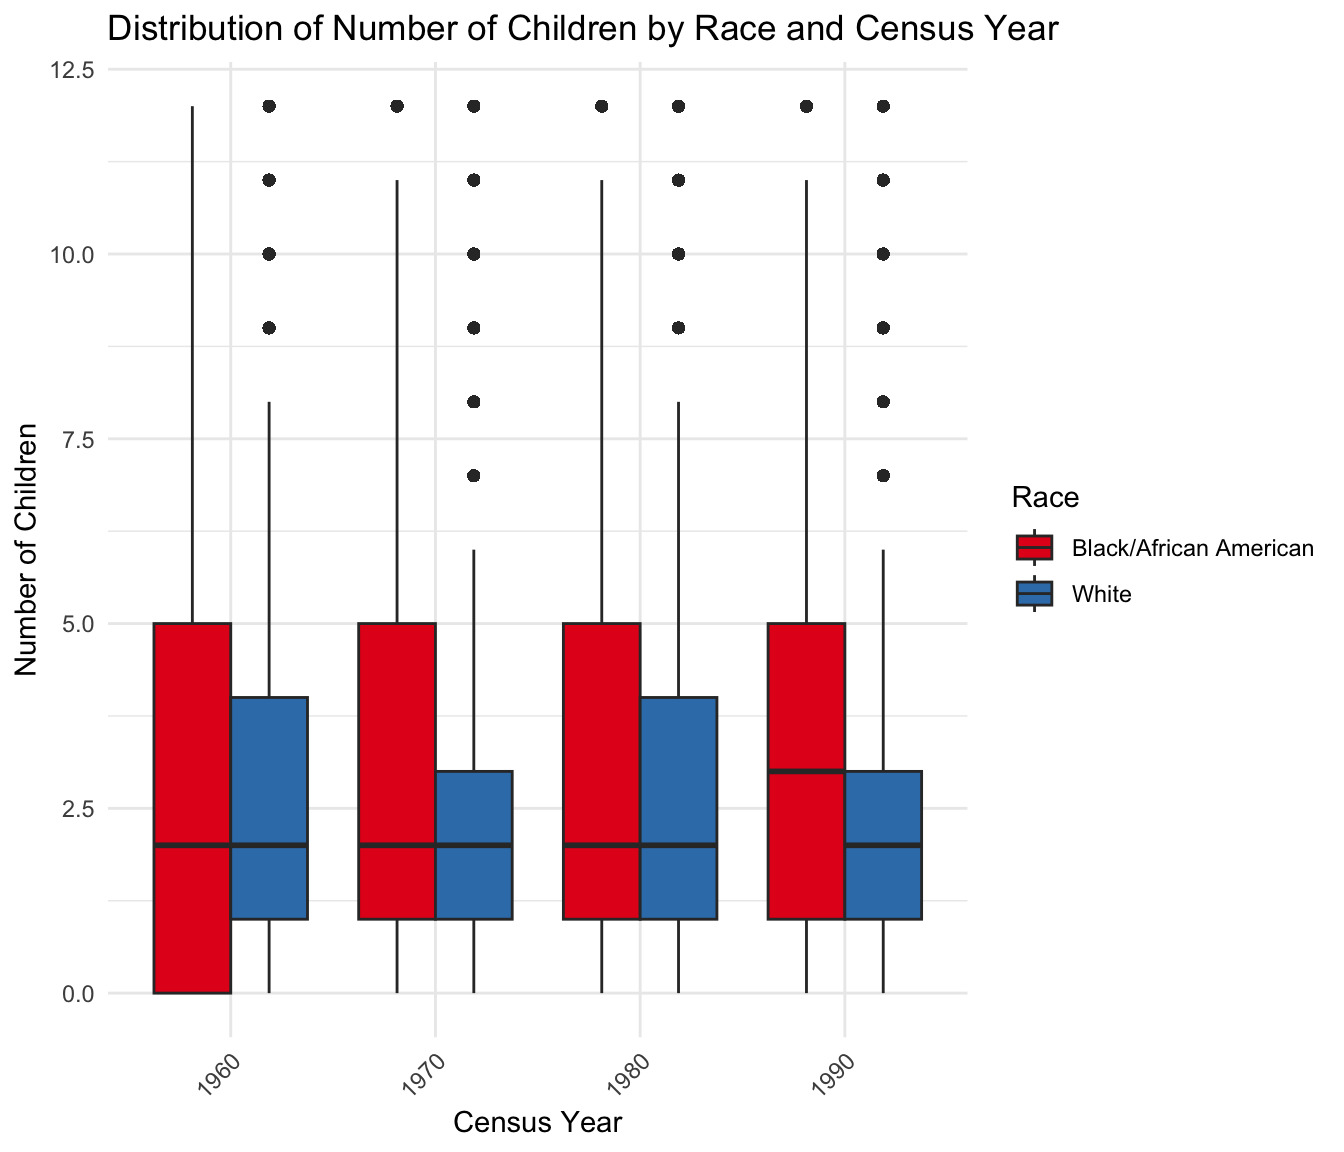 Distribution of Number of Children by Race and Census Year
12.5
10.0
7.5
5.0
2.5
0.0
Number of Children
1960
1970
1980
1990
Census Year
Race
Black/African American
White